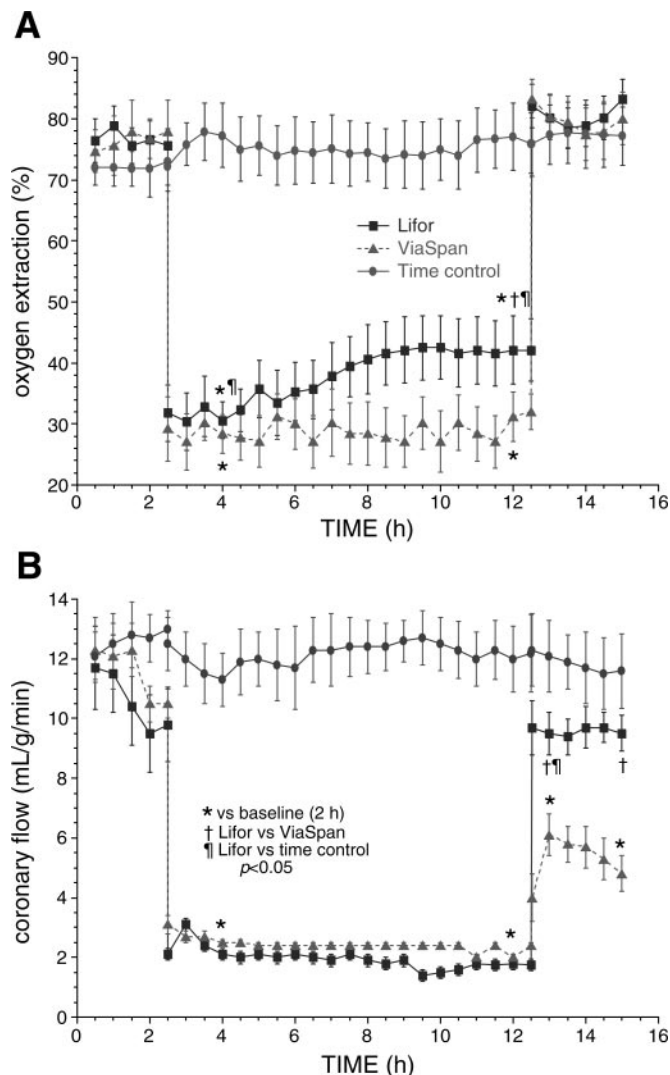 A
90
80
70
60
50
40
30
20
oxygen extraction (%)
Lifor
ViaSpan
Time control
*†¶
*¶
*
*
0 2 4 6 8 10 12 14 16
TIME (h)
B
14
12
10
8
6
4
2
0
coronary flow (mL/g/min)
* vs baseline (2 h)
† Lifor vs ViaSpan
¶ Lifor vs time control
p<0.05
†¶
†
*
*
*
*
0 2 4 6 8 10 12 14 16
TIME (h)